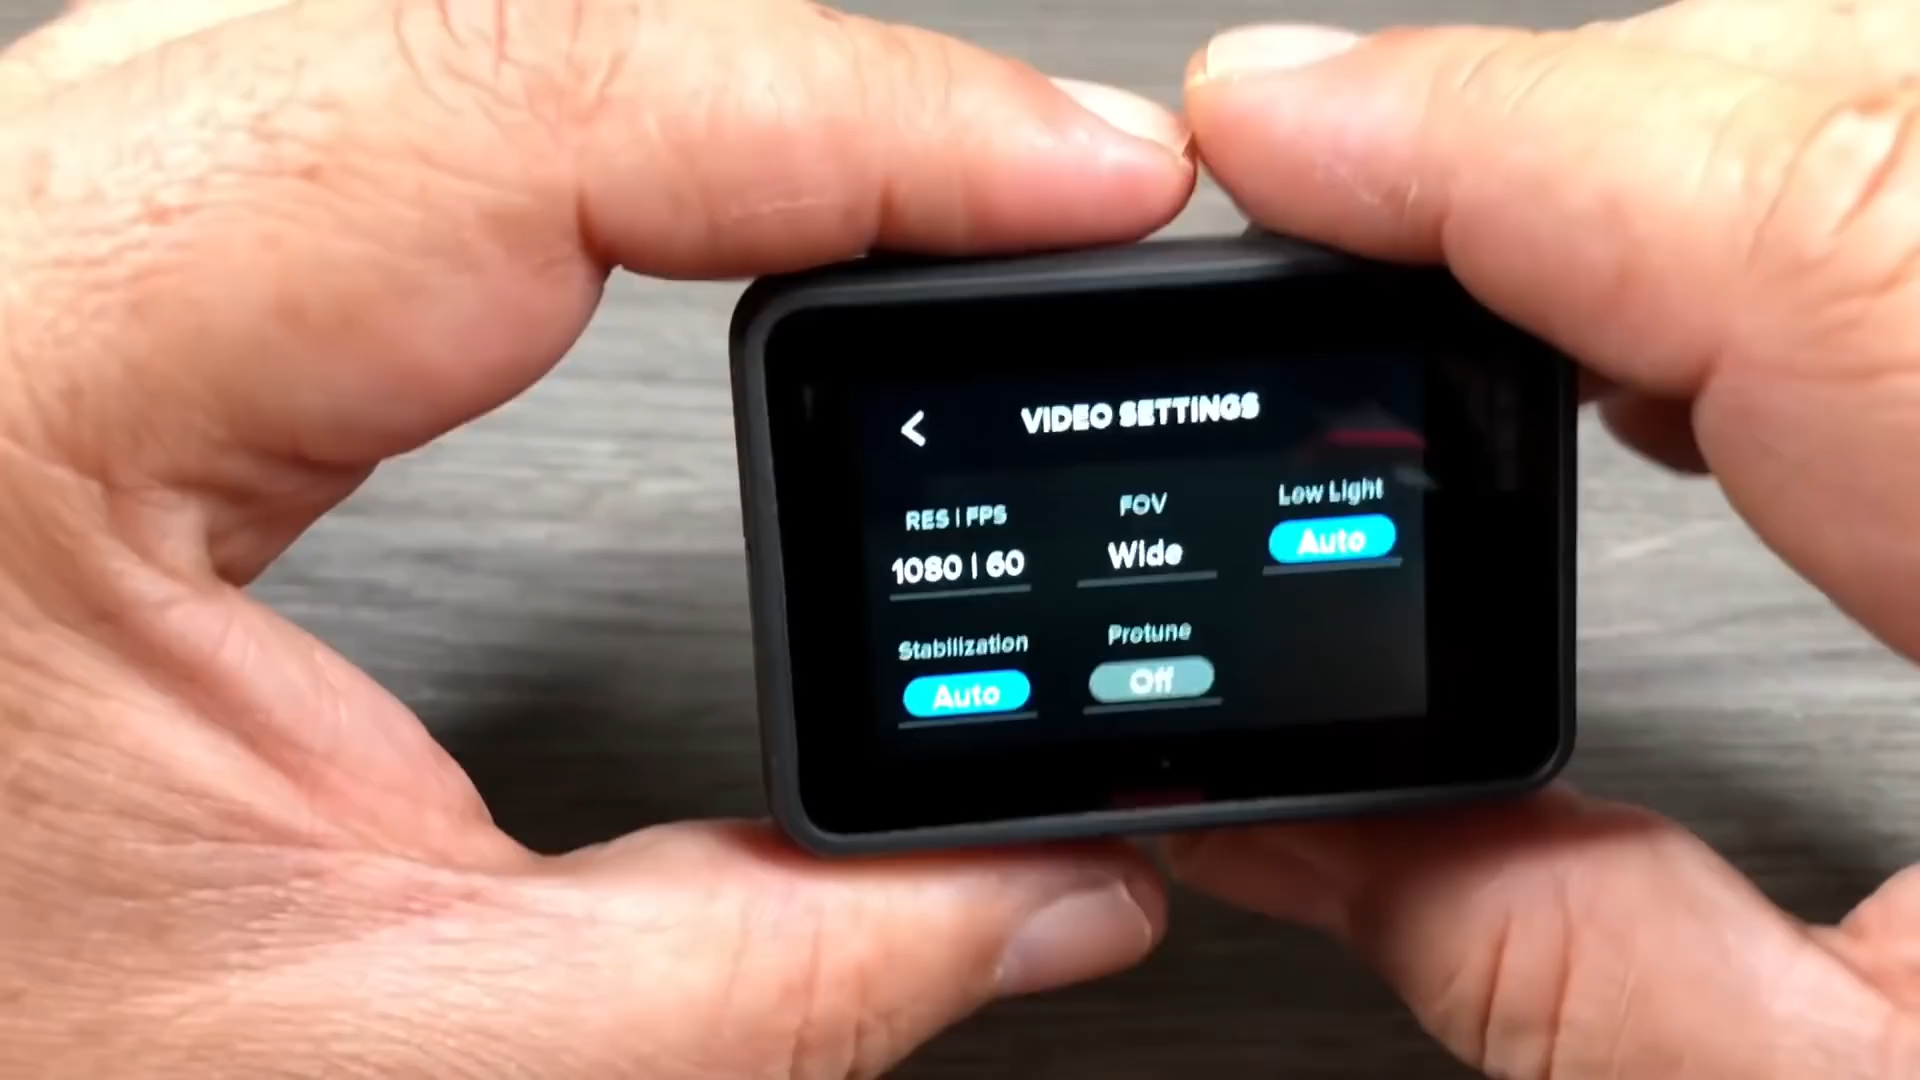 VIDEO SETTINGS
RES | FPS
1080 | 60
FOV
Wide
Low Light
Auto
Stabilization
Auto
Protune
Off